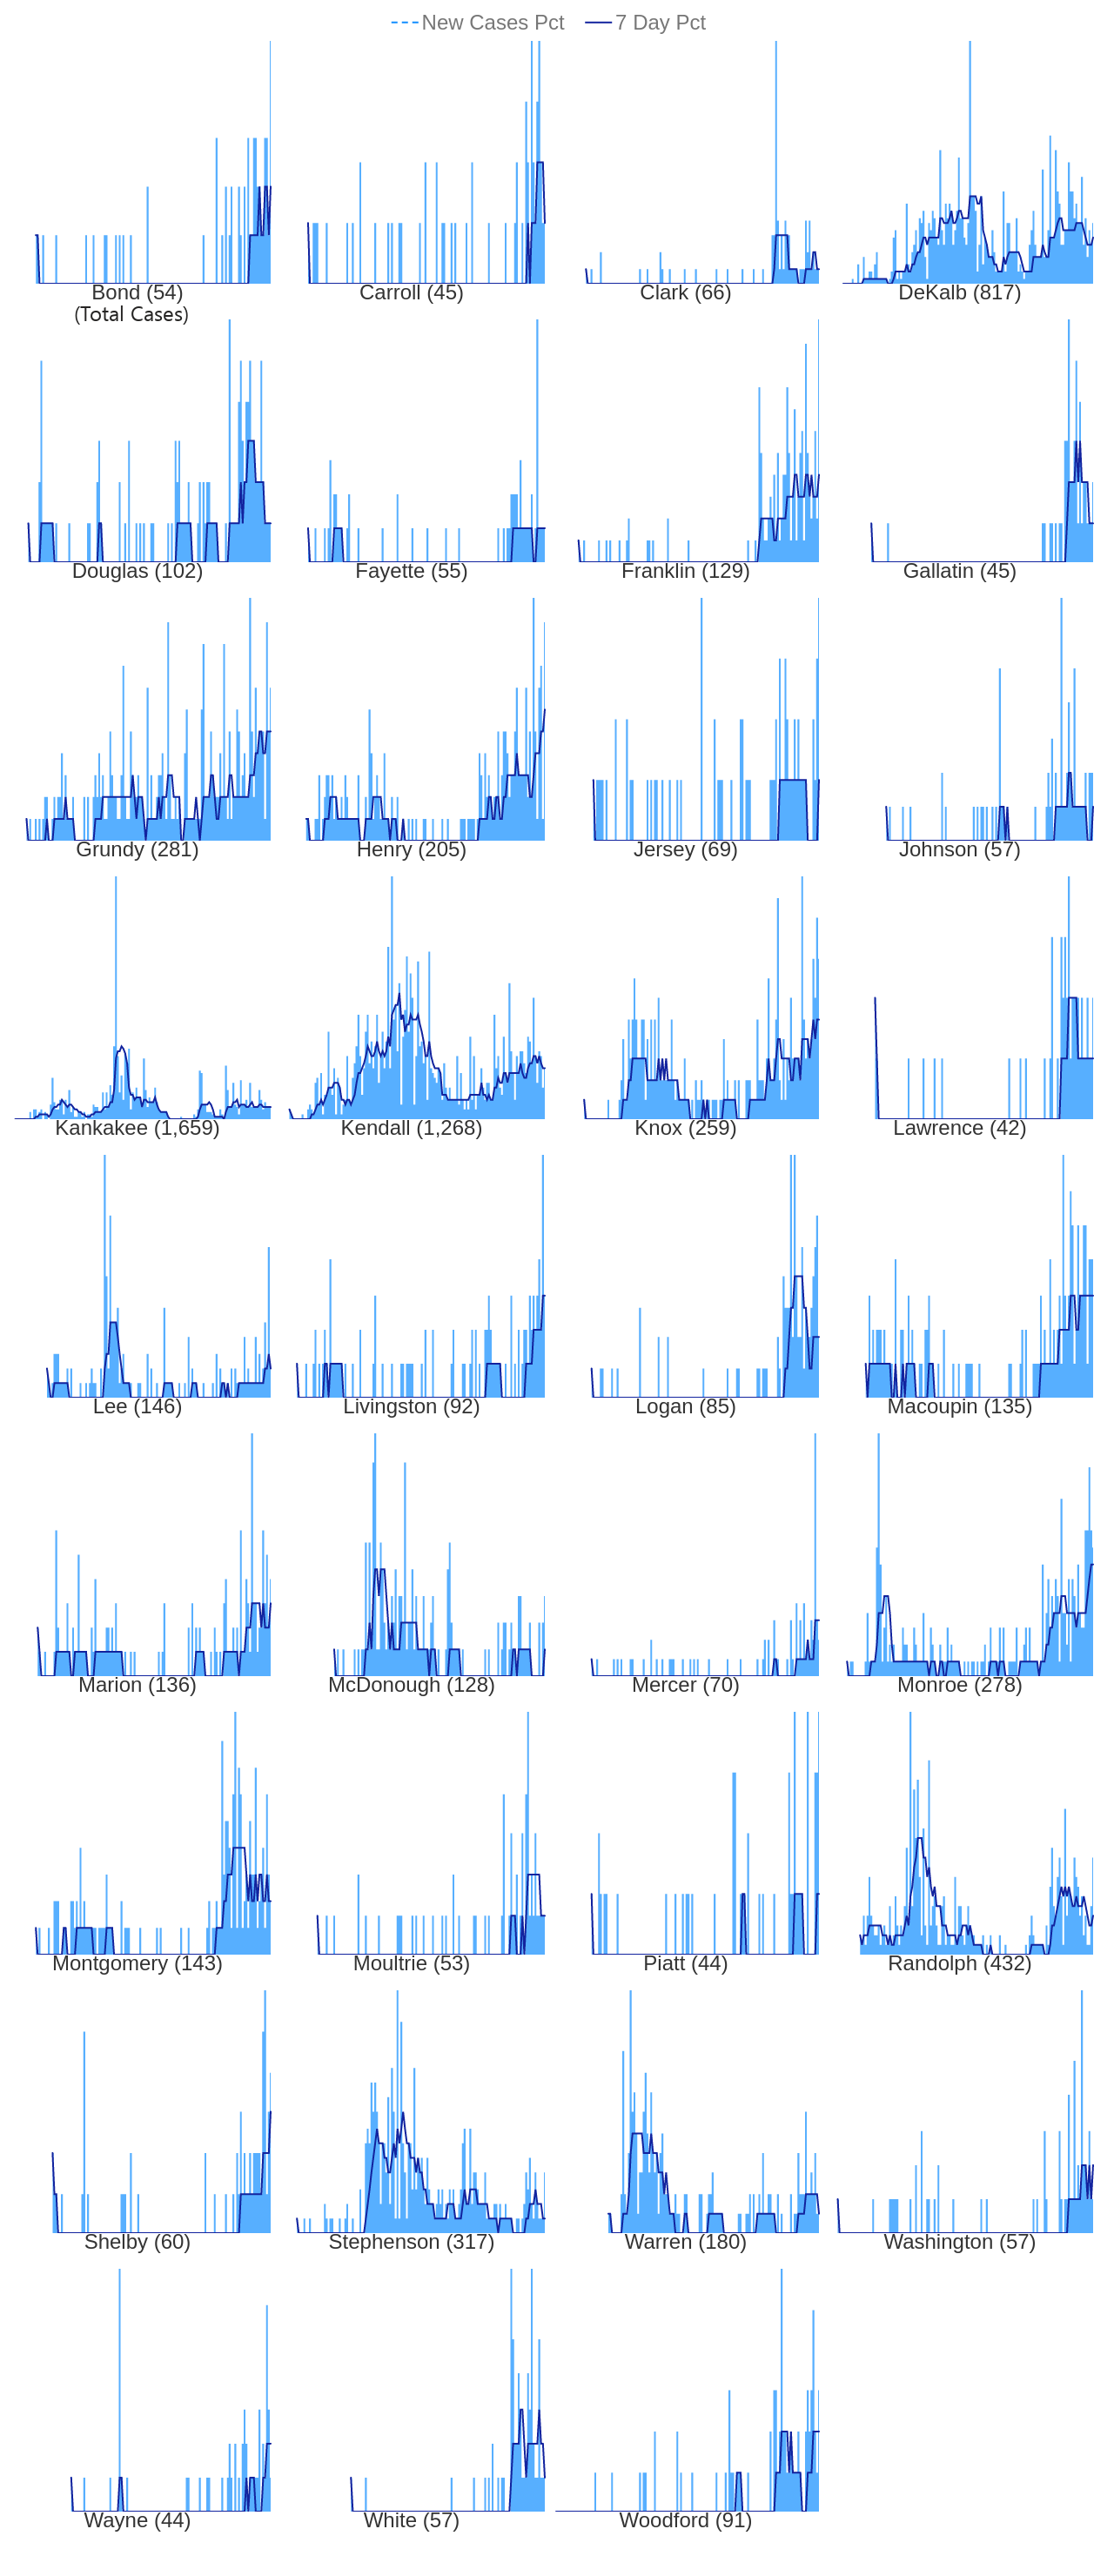 New Cases Pct 7 Day Pct
Bond (54) Carroll (45) Clark (66) DeKalb (817)
(Total Cases)
Douglas (102) Fayette (55) Franklin (129) Gallatin (45)
Grundy (281) Henry (205) Jersey (69) Johnson (57)
Kankakee (1,659) Kendall (1,268) Knox (259) Lawrence (42)
Lee (146) Livingston (92) Logan (85) Macoupin (135)
Marion (136) McDonough (128) Mercer (70) Monroe (278)
Montgomery (143) Moultrie (53) Piatt (44) Randolph (432)
Shelby (60) Stephenson (317) Warren (180) Washington (57)
Wayne (44) White (57) Woodford (91)